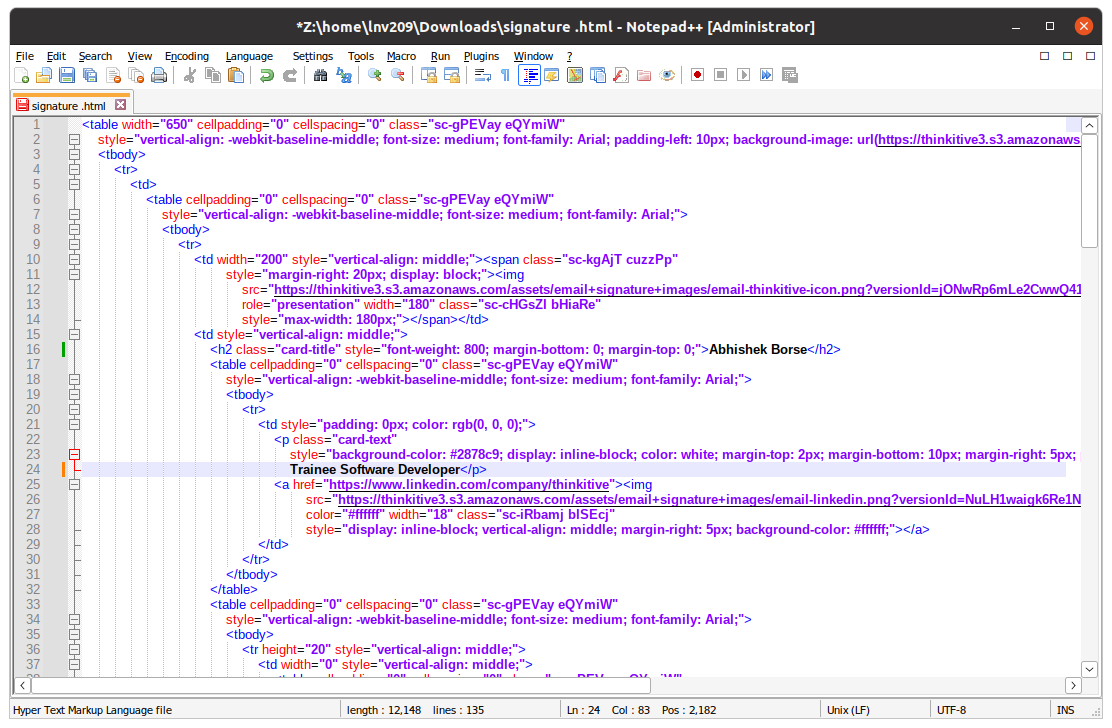 *Z:\home\lnv209\Downloads\signature .html - Notepad++ [Administrator]
File Edit Search View Encoding Language Settings Tools Macro Run Plugins Window ?
signature .html
1 <table width="650" cellpadding="0" cellspacing="0" class="sc-gPEVay eQYmiW"
2 style="vertical-align: -webkit-baseline-middle; font-size: medium; font-family: Arial; padding-left: 10px; background-image: url(https://thinkitive3.s3.amazonaws
3 <tbody>
4 <tr>
5 <td>
6 <table cellpadding="0" cellspacing="0" class="sc-gPEVay eQYmiW"
7 style="vertical-align: -webkit-baseline-middle; font-size: medium; font-family: Arial;">
8 <tbody>
9 <tr>
10 <td width="200" style="vertical-align: middle;"><span class="sc-kgAjT cuzzPp"
11 style="margin-right: 20px; display: block;"><img
12 src="https://thinkitive3.s3.amazonaws.com/assets/email+signature+images/email-thinkitive-icon.png?versionId=jONwRp6mLe2CwwQ41
13 role="presentation" width="180" class="sc-cHGsZl bHiaRe"
14 style="max-width: 180px;"></span></td>
15 <td style="vertical-align: middle;">
16 <h2 class="card-title" style="font-weight: 800; margin-bottom: 0; margin-top: 0;">Abhishek Borse</h2>
17 <table cellpadding="0" cellspacing="0" class="sc-gPEVay eQYmiW"
18 style="vertical-align: -webkit-baseline-middle; font-size: medium; font-family: Arial;">
19 <tbody>
20 <tr>
21 <td style="padding: 0px; color: rgb(0, 0, 0);">
22 <p class="card-text"
23 style="background-color: #2878c9; display: inline-block; color: white; margin-top: 2px; margin-bottom: 10px; margin-right: 5px;
24 Trainee Software Developer</p>
25 <a href="https://www.linkedin.com/company/thinkitive"><img
26 src="https://thinkitive3.s3.amazonaws.com/assets/email+signature+images/email-linkedin.png?versionId=NuLH1waigk6Re1N
27 color="#ffffff" width="18" class="sc-iRbamj blSEcj"
28 style="display: inline-block; vertical-align: middle; margin-right: 5px; background-color: #ffffff;"></a>
29 </td>
30 </tr>
31 </tbody>
32 </table>
33 <table cellpadding="0" cellspacing="0" class="sc-gPEVay eQYmiW"
34 style="vertical-align: -webkit-baseline-middle; font-size: medium; font-family: Arial;">
35 <tbody>
36 <tr height="20" style="vertical-align: middle;">
37 <td width="0" style="vertical-align: middle;">
Hyper Text Markup Language file length : 12,148 lines : 135 Ln : 24 Col : 83 Pos : 2,182 Unix (LF) UTF-8 INS